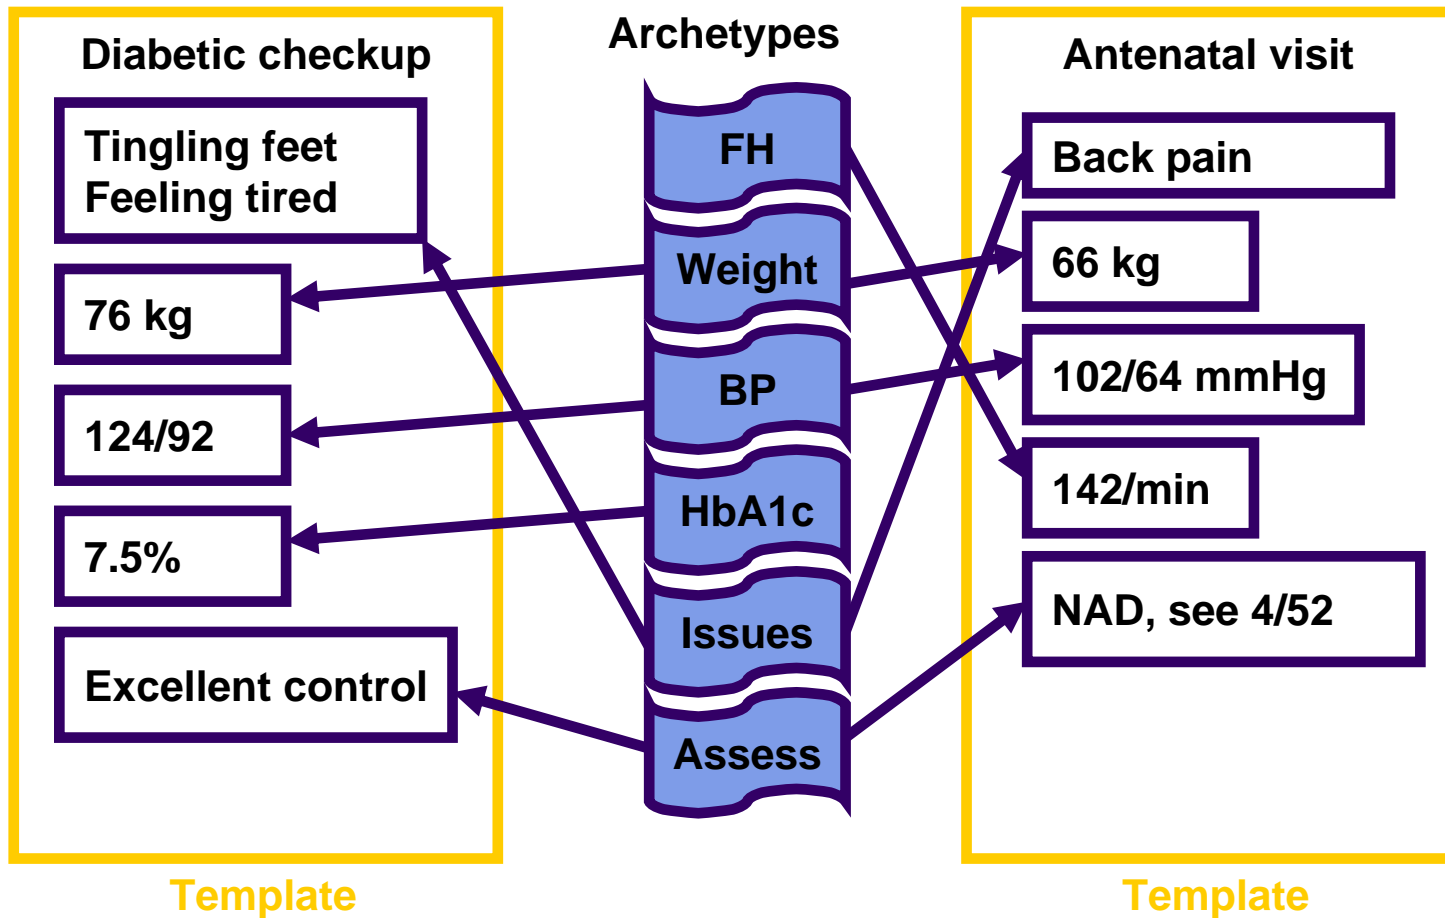 Diabetic checkup
Tingling feet
Feeling tired
76 kg
124/92
7.5%
Excellent control
Template
Archetypes
FH
Weight
BP
HbA1c
Issues
Assess
Antenatal visit
Back pain
66 kg
102/64 mmHg
142/min
NAD, see 4/52
Template